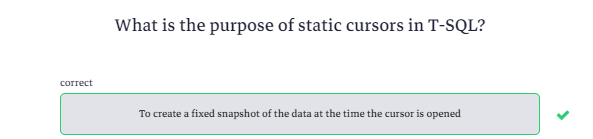 What is the purpose of static cursors in T-SQL?
correct
To create a fixed snapshot of the data at the time the cursor is opened